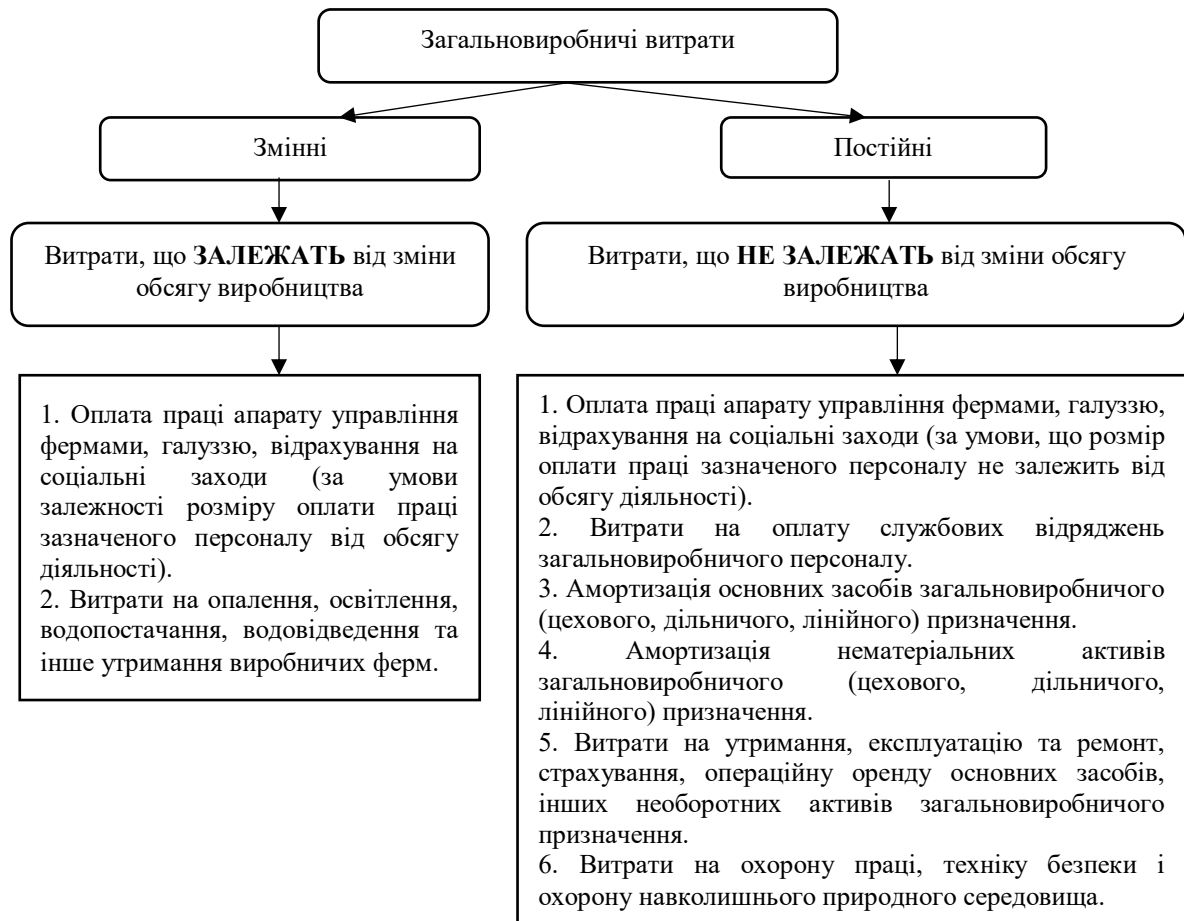 Загальновиробничі витрати
Змінні
Постійні
Витрати, що ЗАЛЕЖАТЬ від зміни
обсягу виробництва
Витрати, що НЕ ЗАЛЕЖАТЬ від зміни обсягу
виробництва
1. Оплата праці апарату управління
фермами, галуззю, відрахування на
соціальні заходи (за умови
залежності розміру оплати праці
зазначеного персоналу від обсягу
діяльності).
2. Витрати на опалення, освітлення,
водопостачання, водовідведення та
інше утримання виробничих ферм.
1. Оплата праці апарату управління фермами, галуззю,
відрахування на соціальні заходи (за умови, що розмір
оплати праці зазначеного персоналу не залежить від
обсягу діяльності).
2. Витрати на оплату службових відряджень
загальновиробничого персоналу.
3. Амортизація основних засобів загальновиробничого
(цехового, дільничого, лінійного) призначення.
4. Амортизація нематеріальних активів
загальновиробничого (цехового, дільничого,
лінійного) призначення.
5. Витрати на утримання, експлуатацію та ремонт,
страхування, операційну оренду основних засобів,
інших необоротних активів загальновиробничого
призначення.
6. Витрати на охорону праці, техніку безпеки і
охорону навколишнього природного середовища.